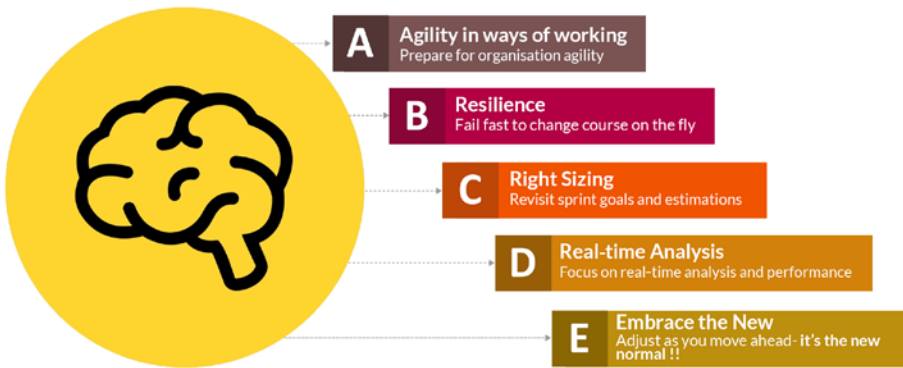 A
Agility in ways of working
Prepare for organisation agility
B
Resilience
Fail fast to change course on the fly
C
Right Sizing
Revisit sprint goals and estimations
D
Real-time Analysis
Focus on real-time analysis and performance
E
Embrace the New
Adjust as you move ahead- it's the new
normal !!